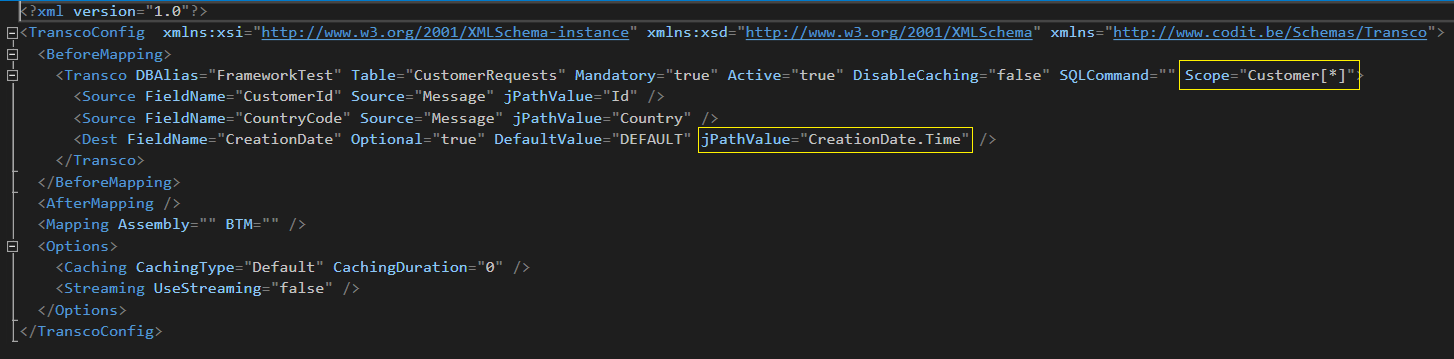 <?xml version="1.0"?>
<TranscoConfig  xmlns:xsi="http://www.w3.org/2001/XMLSchema-instance" xmlns:xsd="http://www.w3.org/2001/XMLSchema" xmlns="http://www.codit.be/Schemas/Transco">
<BeforeMapping>
<Transco DBAlias="FrameworkTest" Table="CustomerRequests" Mandatory="true" Active="true" DisableCaching="false" SQLCommand="" Scope="Customer[*]">
<Source FieldName="CustomerId" Source="Message" jPathValue="Id" />
<Source FieldName="CountryCode" Source="Message" jPathValue="Country" />
<Dest FieldName="CreationDate" Optional="true" DefaultValue="DEFAULT" jPathValue="CreationDate.Time" />
</Transco>
</BeforeMapping>
<AfterMapping />
<Mapping Assembly="" BTM="" />
<Options>
<Caching CachingType="Default" CachingDuration="0" />
<Streaming UseStreaming="false" />
</Options>
</TranscoConfig>